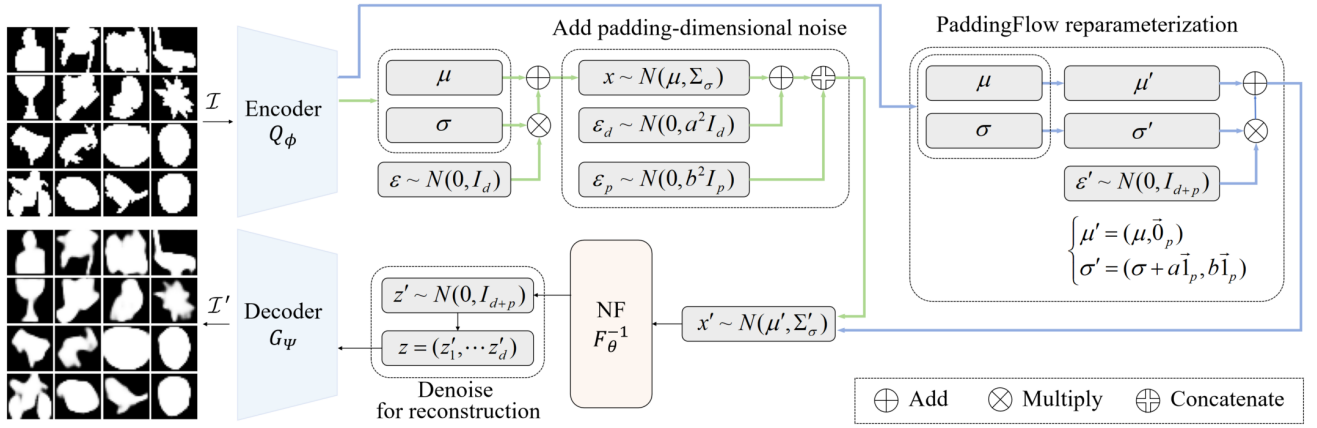 Add padding-dimensional noise
PaddingFlow reparameterization
ℐ
Encoder
Q_ϕ
μ
σ
ε ~ N(0, I_d)
x ~ N(μ, Σ_σ)
ε_d ~ N(0, a²I_d)
ε_p ~ N(0, b²I_p)
μ
μ′
σ
σ′
ε′ ~ N(0, I_{d+p})
μ′ = (μ, 0⃗_p)
σ′ = (σ + a1⃗_p, b1⃗_p)
ℐ′
Decoder
G_Ψ
z′ ~ N(0, I_{d+p})
z = (z′_1, ⋯ z′_d)
Denoise
for reconstruction
NF
F_θ^{-1}
x′ ~ N(μ′, Σ′_σ)
Add
Multiply
Concatenate